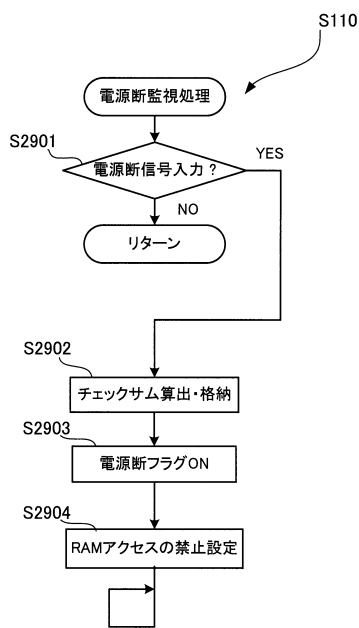 S110
電源断監視処理
S2901
電源断信号入力?
YES
NO
リターン
S2902
チェックサム算出・格納
S2903
電源断フラグON
S2904
RAMアクセスの禁止設定